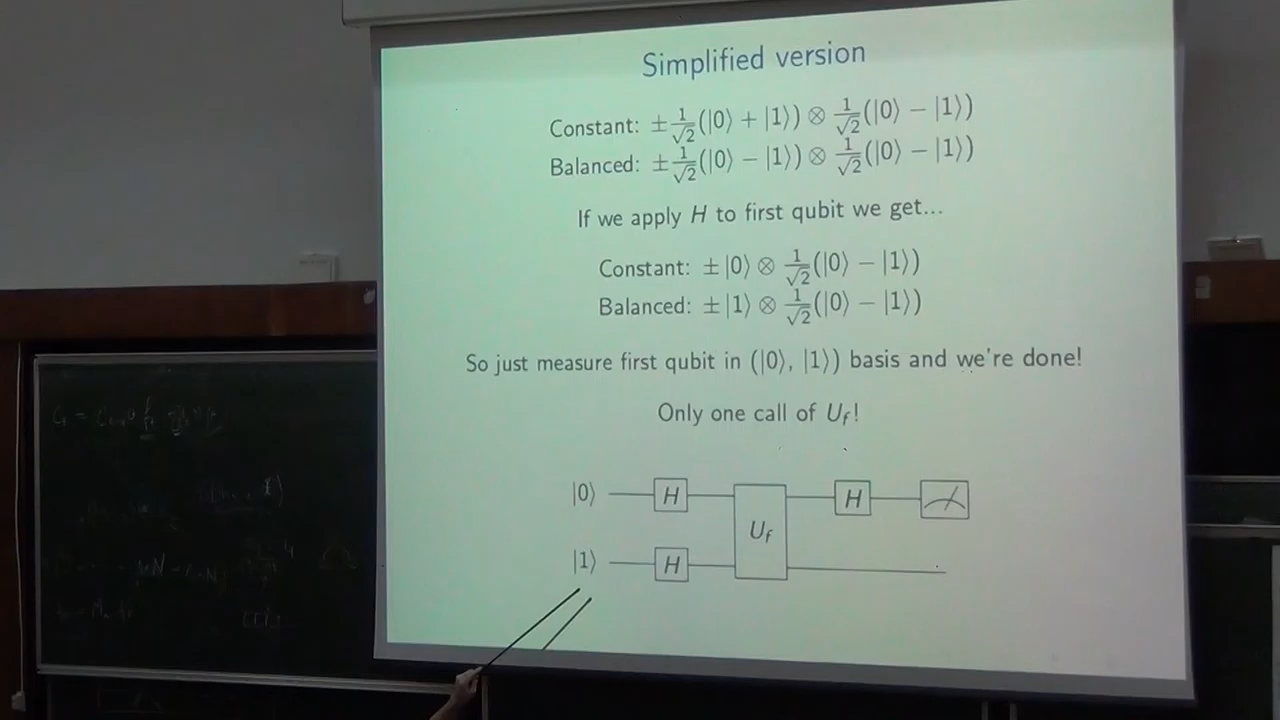 Simplified version
Constant: ±1/√2(|0⟩ + |1⟩) ⊗ 1/√2(|0⟩ − |1⟩)
Balanced: ±1/√2(|0⟩ − |1⟩) ⊗ 1/√2(|0⟩ − |1⟩)
If we apply H to first qubit we get...
Constant: ±|0⟩ ⊗ 1/√2(|0⟩ − |1⟩)
Balanced: ±|1⟩ ⊗ 1/√2(|0⟩ − |1⟩)
So just measure first qubit in (|0⟩, |1⟩) basis and we're done!
Only one call of U_f!
|0⟩ H H
U_f
|1⟩ H